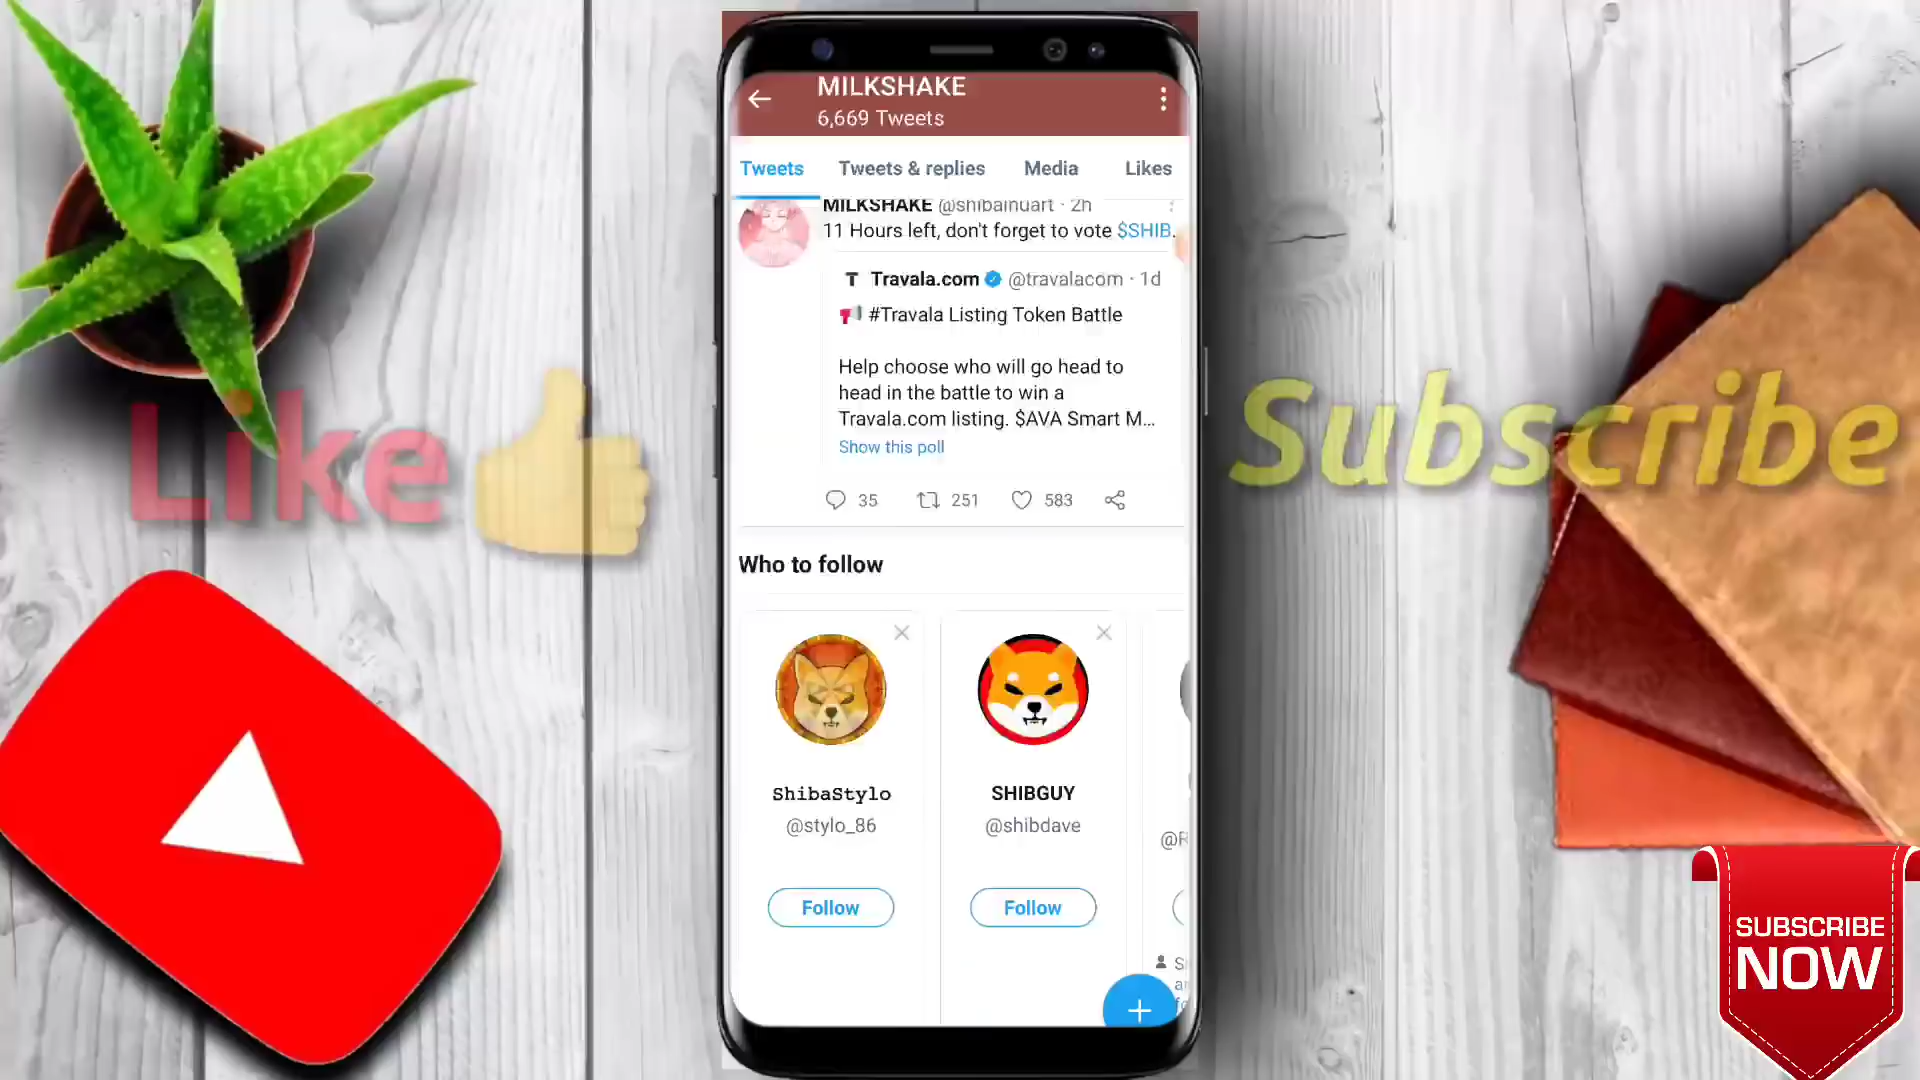 MILKSHAKE
6,669 Tweets
Tweets Tweets & replies Media Likes
MILKSHAKE @shibainuart · 2h
11 Hours left, don't forget to vote $SHIB.
T Travala.com @travalacom · 1d
#Travala Listing Token Battle
Help choose who will go head to
head in the battle to win a
Travala.com listing. $AVA Smart M...
Show this poll
35 251 583
Like
Subscribe
Who to follow
ShibaStylo SHIBGUY
@stylo_86 @shibdave
Follow Follow
SUBSCRIBE
NOW